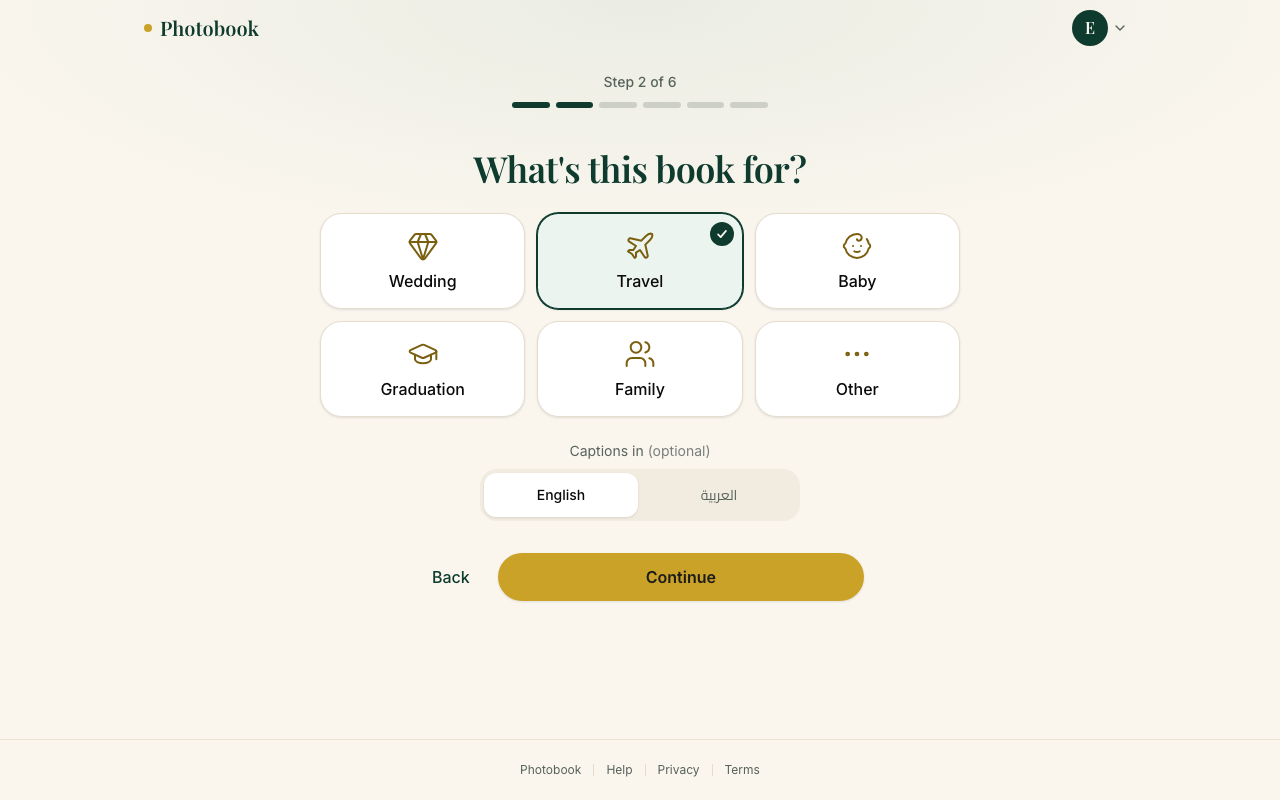 Photobook
E
Step 2 of 6
What's this book for?
Wedding
Travel
Baby
Graduation
Family
Other
Captions in (optional)
English
العربية
Back
Continue
Photobook
Help
Privacy
Terms